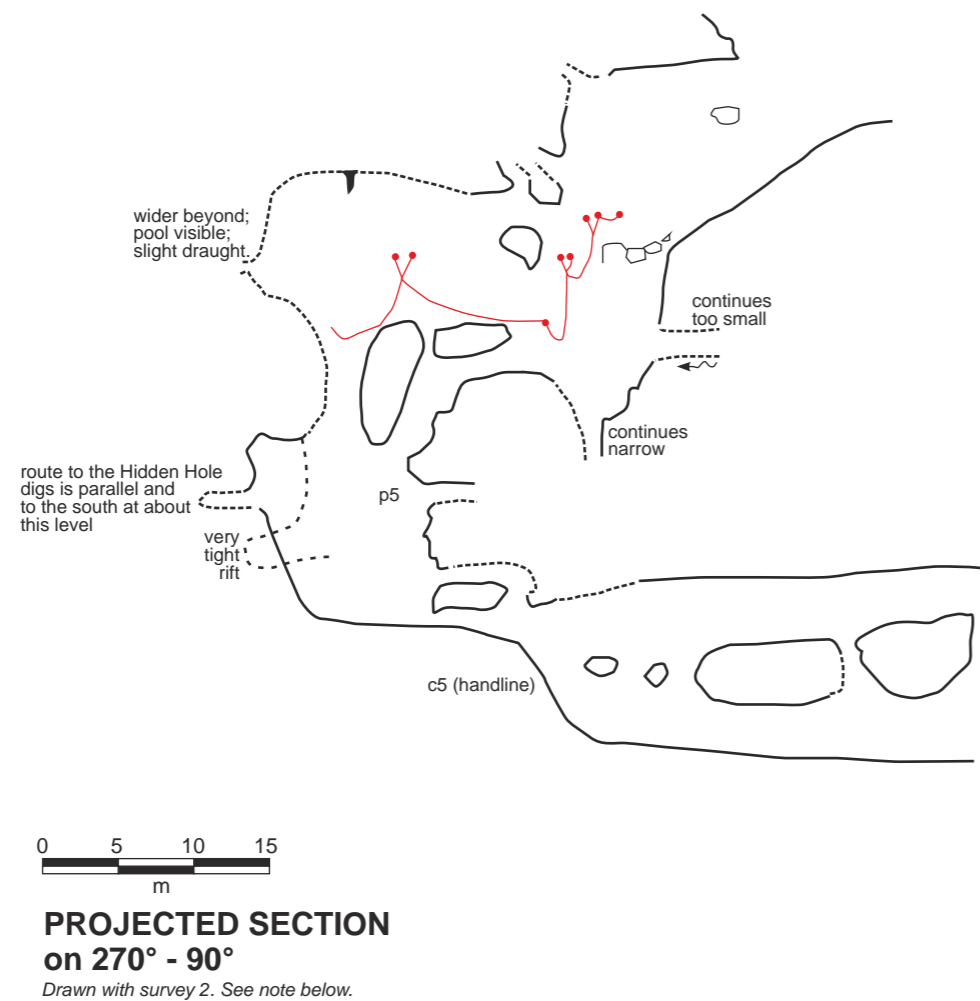 wider beyond;
pool visible;
slight draught.
continues
too small
continues
narrow
route to the Hidden Hole
digs is parallel and
to the south at about
this level
p5
very
tight
rift
c5 (handline)
0 5 10 15
m
PROJECTED SECTION
on 270° - 90°
Drawn with survey 2. See note below.